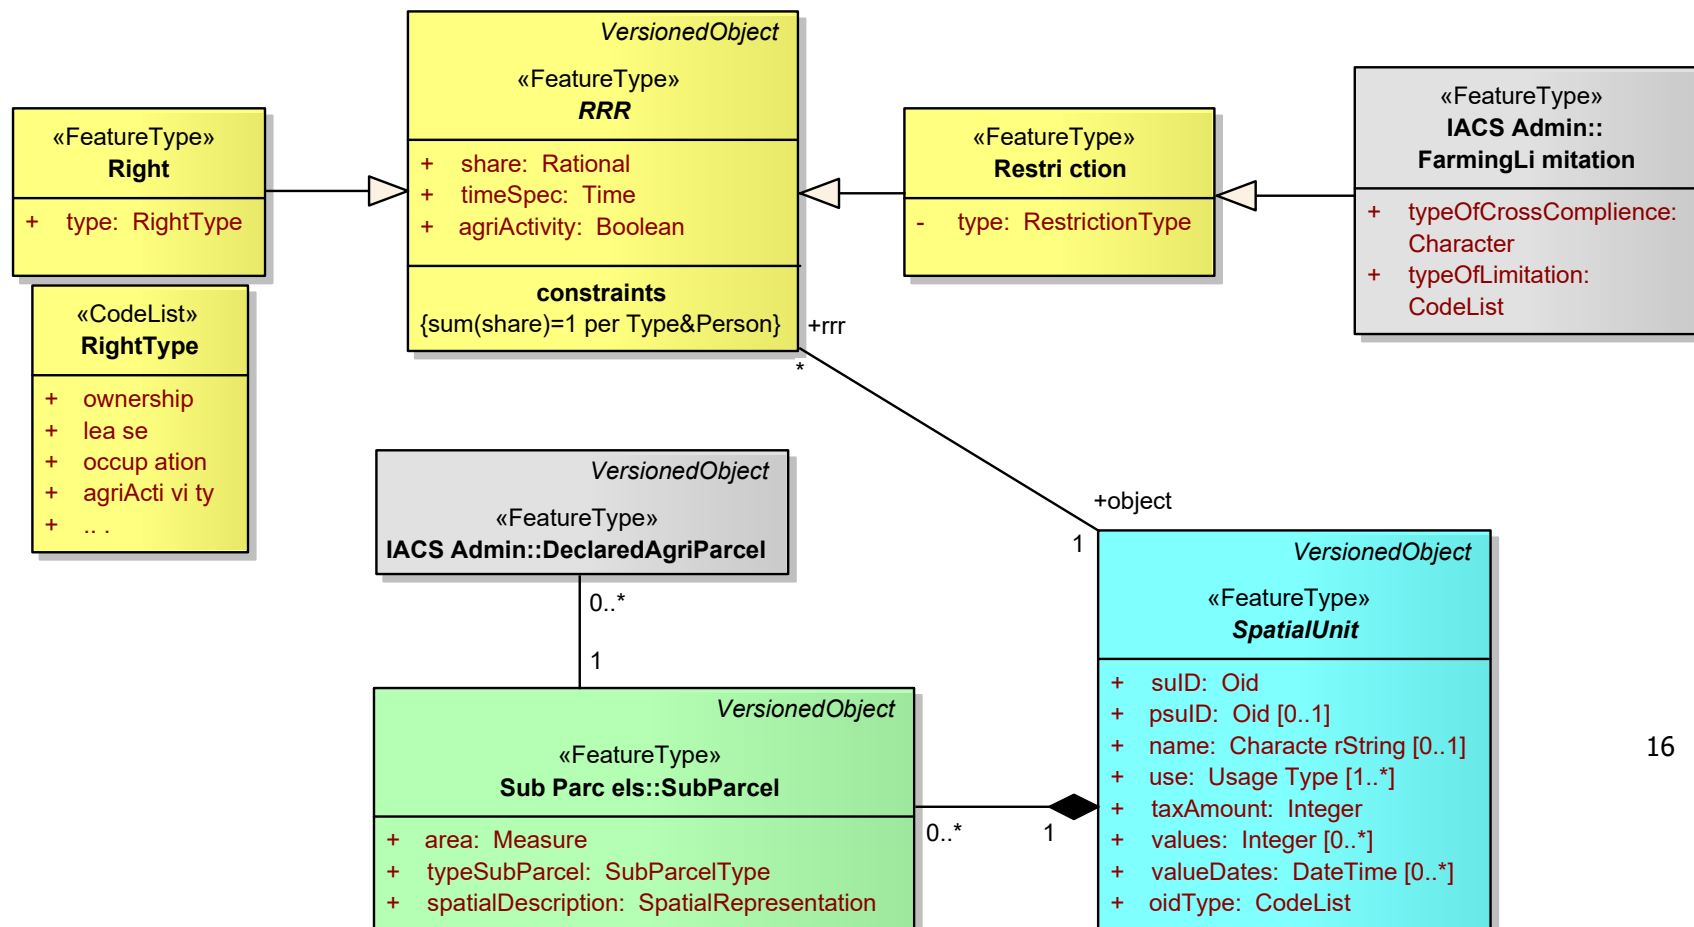 VersionedObject
«FeatureType»
RRR
+ share: Rational
+ timeSpec: Time
+ agriActivity: Boolean
constraints
{sum(share)=1 per Type&Person}
«FeatureType»
Right
+ type: RightType
«CodeList»
RightType
+ ownership
+ lea se
+ occup ation
+ agriActi vi ty
+ .. .
«FeatureType»
Restri ction
- type: RestrictionType
«FeatureType»
IACS Admin::
FarmingLi mitation
+ typeOfCrossComplience:
Character
+ typeOfLimitation:
CodeList
+rrr
*
+object
1
VersionedObject
«FeatureType»
IACS Admin::DeclaredAgriParcel
0..*
1
VersionedObject
«FeatureType»
Sub Parc els::SubParcel
+ area: Measure
+ typeSubParcel: SubParcelType
+ spatialDescription: SpatialRepresentation
0..*
1
VersionedObject
«FeatureType»
SpatialUnit
+ suID: Oid
+ psuID: Oid [0..1]
+ name: Characte rString [0..1]
+ use: Usage Type [1..*]
+ taxAmount: Integer
+ values: Integer [0..*]
+ valueDates: DateTime [0..*]
+ oidType: CodeList
16